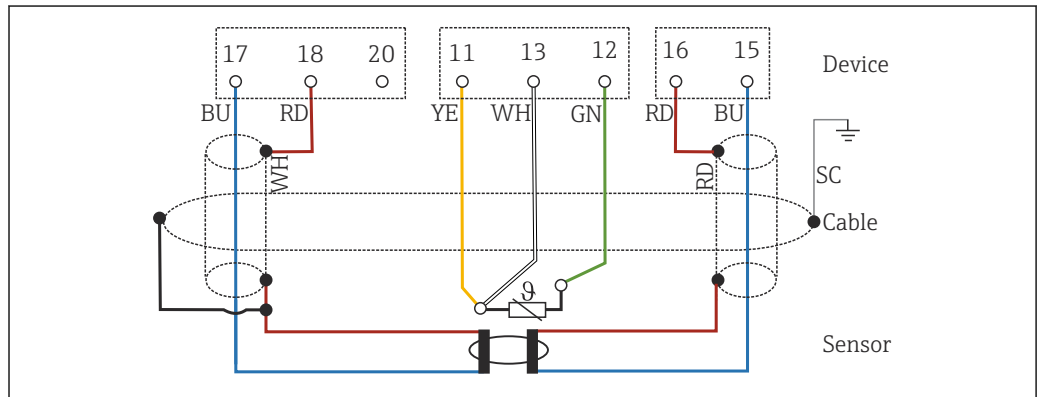 17 18 20 11 13 12 16 15
Device
BU RD YE WH GN RD BU
WH RD SC
Cable
ϑ
Sensor